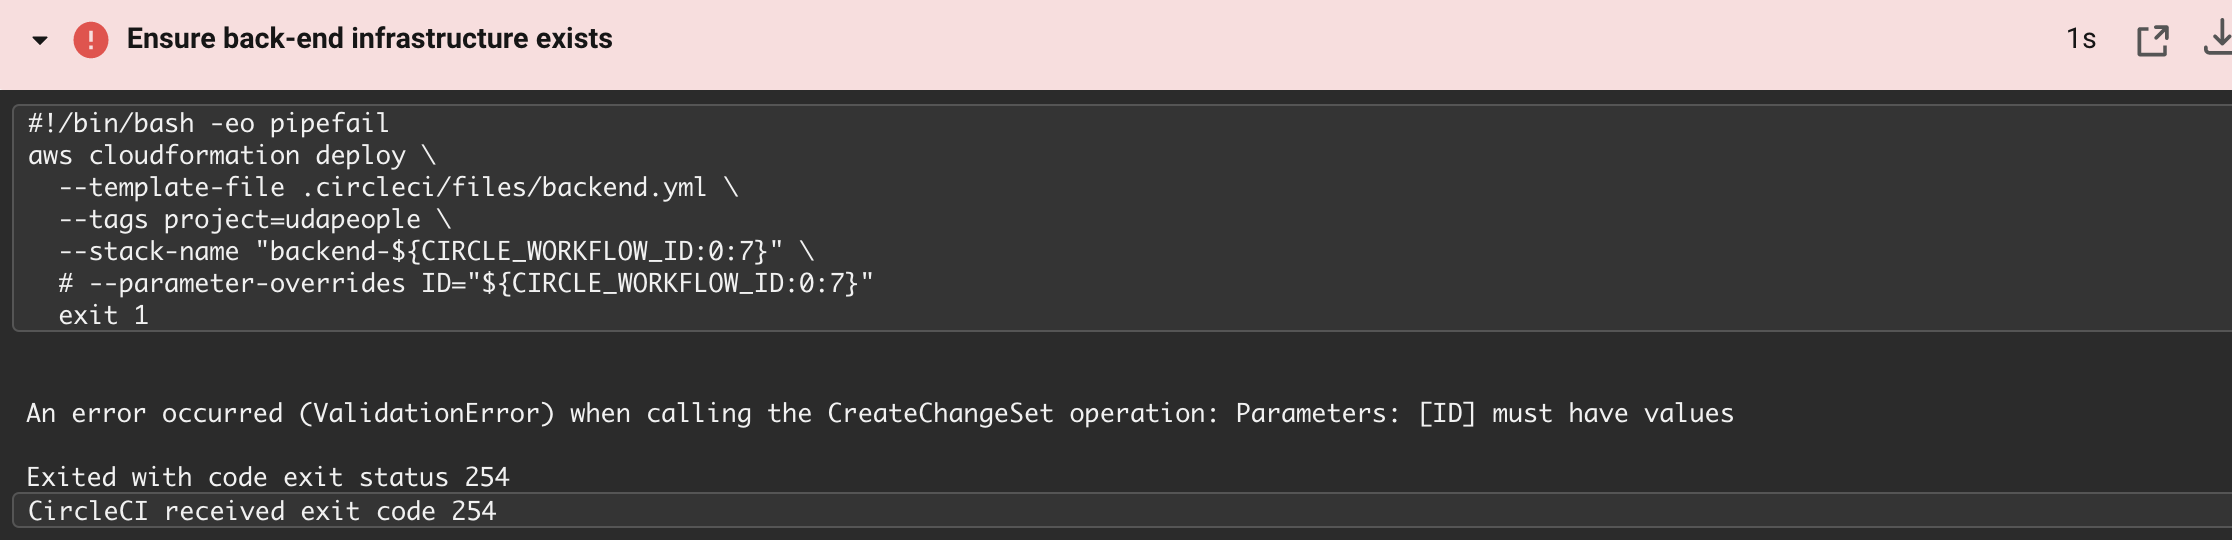 Ensure back-end infrastructure exists
1s
#!/bin/bash -eo pipefail
aws cloudformation deploy \
  --template-file .circleci/files/backend.yml \
  --tags project=udapeople \
  --stack-name "backend-${CIRCLE_WORKFLOW_ID:0:7}" \
  # --parameter-overrides ID="${CIRCLE_WORKFLOW_ID:0:7}"
  exit 1
An error occurred (ValidationError) when calling the CreateChangeSet operation: Parameters: [ID] must have values
Exited with code exit status 254
CircleCI received exit code 254